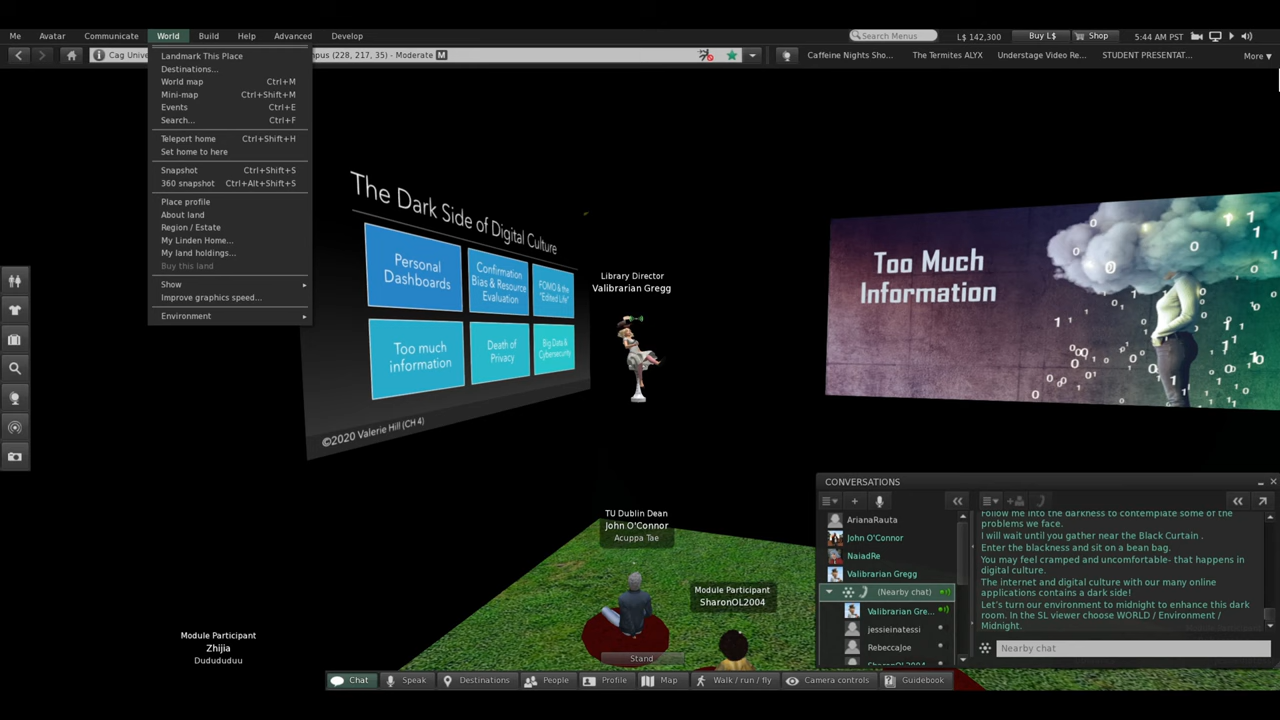 Me Avatar Communicate World Build Help Advanced Develop
Search Menus
L$ 142,300
Buy L$
Shop
5:44 AM PST
Cag Unive
mpus (228, 217, 35) - Moderate M
Caffeine Nights Sho...
The Termites ALYX
Understage Video Re...
STUDENT PRESENTAT...
More
Landmark This Place
Destinations...
World map Ctrl+M
Mini-map Ctrl+Shift+M
Events Ctrl+E
Search... Ctrl+F
Teleport home Ctrl+Shift+H
Set home to here
Snapshot Ctrl+Shift+S
360 snapshot Ctrl+Alt+Shift+S
Place profile
About land
Region / Estate
My Linden Home...
My land holdings...
Buy this land
Show
Improve graphics speed...
Environment
The Dark Side of Digital Culture
Personal
Dashboards
Confirmation
Bias & Resource
Evaluation
FOMO & the
"Edited Life"
Too much
information
Death of
Privacy
Big Data &
Cybersecurity
©2020 Valerie Hill (CH 4)
Library Director
Valibrarian Gregg
Too Much
Information
TU Dublin Dean
John O'Connor
Acuppa Tae
Module Participant
SharonOL2004
Module Participant
Zhijia
Dudududuu
Stand
CONVERSATIONS
ArianaRauta
John O'Connor
NaiadRe
Valibrarian Gregg
(Nearby chat)
Valibrarian Gre...
jessieinatessi
RebeccaJoe
SharonOL2004
Follow me into the darkness to contemplate some of the
problems we face.
I will wait until you gather near the Black Curtain .
Enter the blackness and sit on a bean bag.
You may feel cramped and uncomfortable- that happens in
digital culture.
The internet and digital culture with our many online
applications contains a dark side!
Let's turn our environment to midnight to enhance this dark
room. In the SL viewer choose WORLD / Environment /
Midnight.
Nearby chat
Chat Speak Destinations People Profile Map Walk / run / fly Camera controls Guidebook